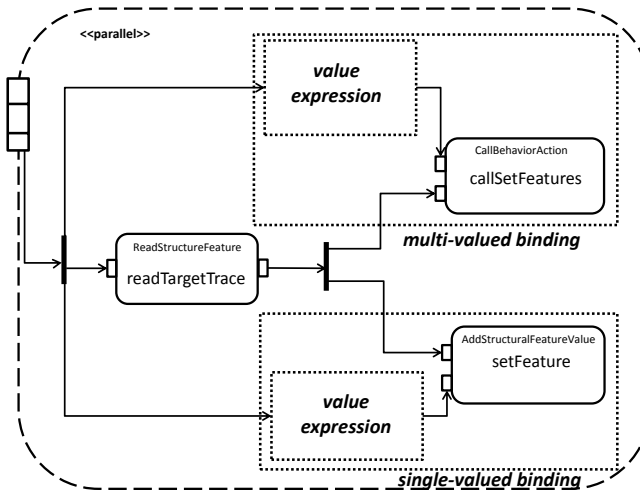 <<parallel>>
value
expression
CallBehaviorAction
callSetFeatures
multi-valued binding
ReadStructureFeature
readTargetTrace
AddStructuralFeatureValue
setFeature
value
expression
single-valued binding